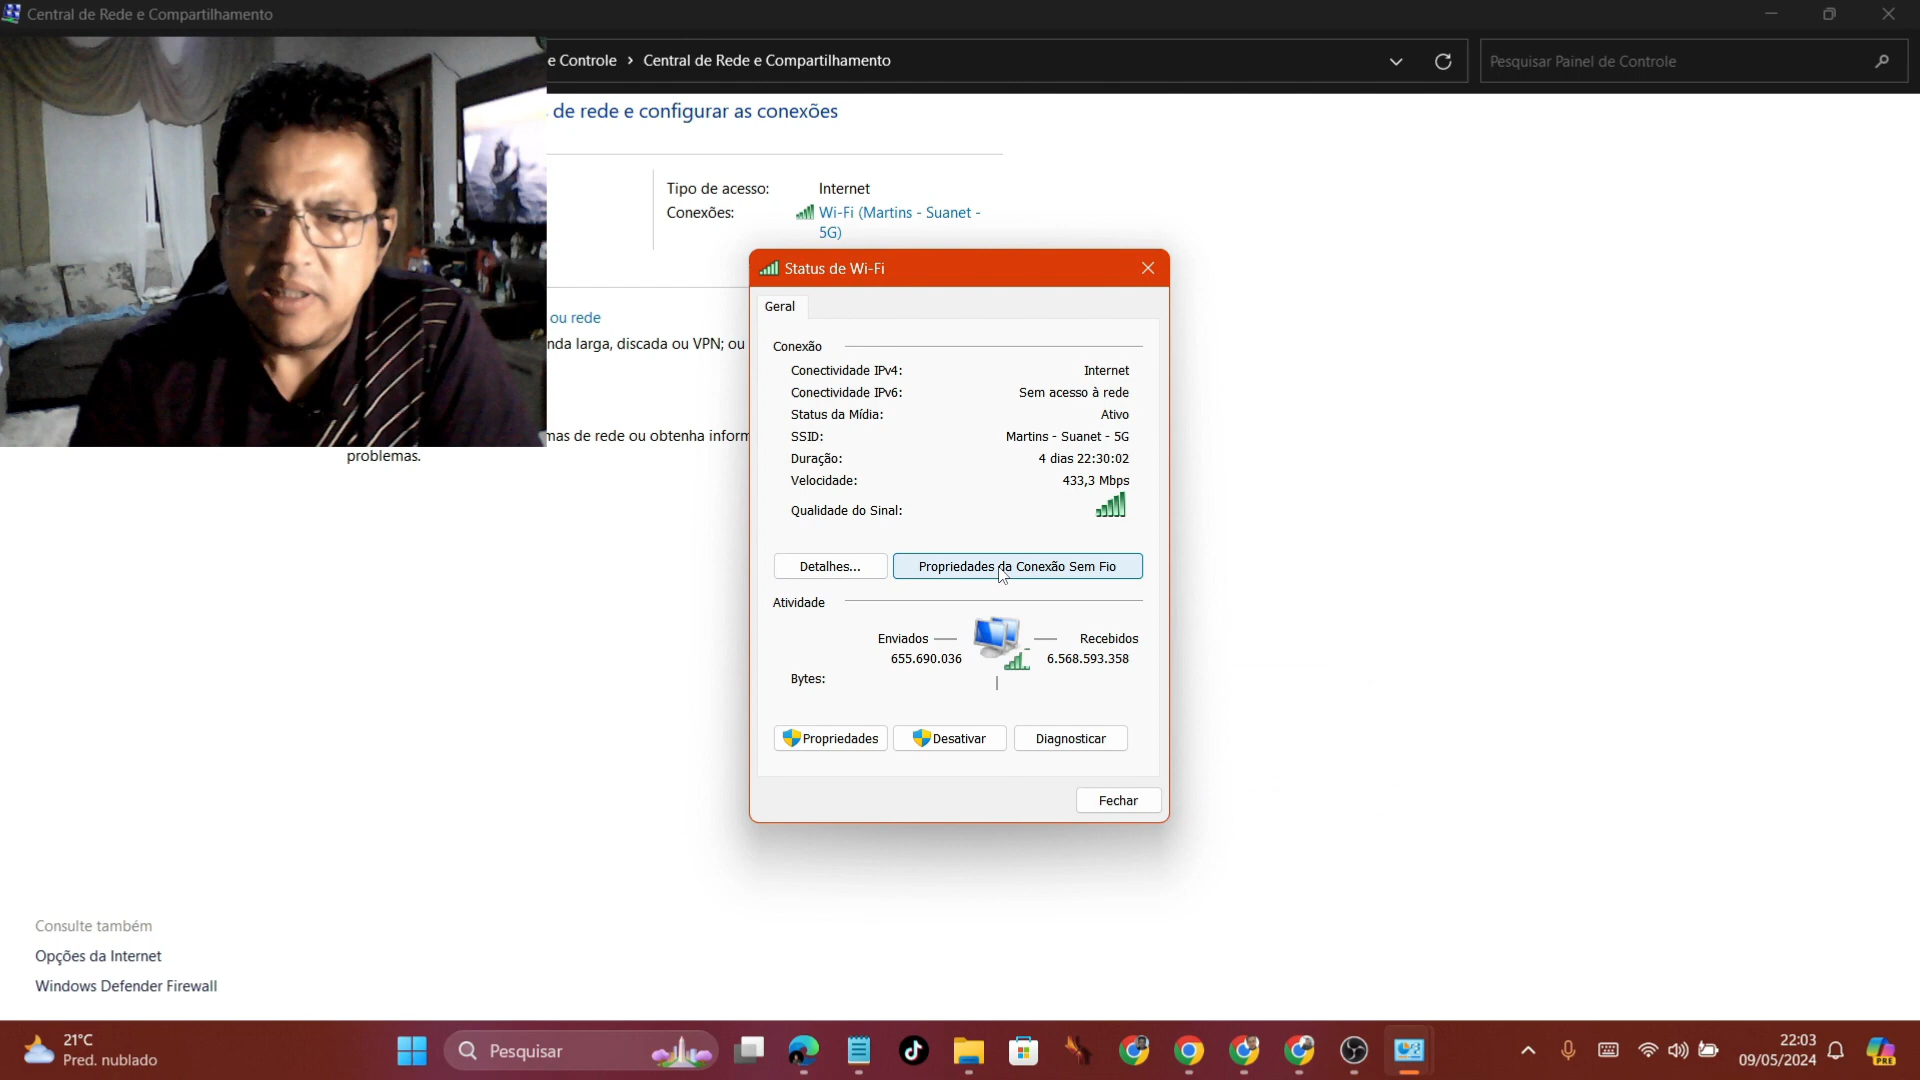 Central de Rede e Compartilhamento
e Controle › Central de Rede e Compartilhamento
Pesquisar Painel de Controle
de rede e configurar as conexões
Tipo de acesso: Internet
Conexões: Wi-Fi (Martins - Suanet -
5G)
ou rede
nda larga, discada ou VPN; ou
mas de rede ou obtenha inform
problemas.
Status de Wi-Fi
Geral
Conexão
Conectividade IPv4: Internet
Conectividade IPv6: Sem acesso à rede
Status da Mídia: Ativo
SSID: Martins - Suanet - 5G
Duração: 4 dias 22:30:02
Velocidade: 433,3 Mbps
Qualidade do Sinal:
Detalhes... Propriedades da Conexão Sem Fio
Atividade
Enviados — Recebidos
655.690.036 6.568.593.358
Bytes:
Propriedades Desativar Diagnosticar
Fechar
Consulte também
Opções da Internet
Windows Defender Firewall
21°C
Pred. nublado
Pesquisar
22:03
09/05/2024
PRE